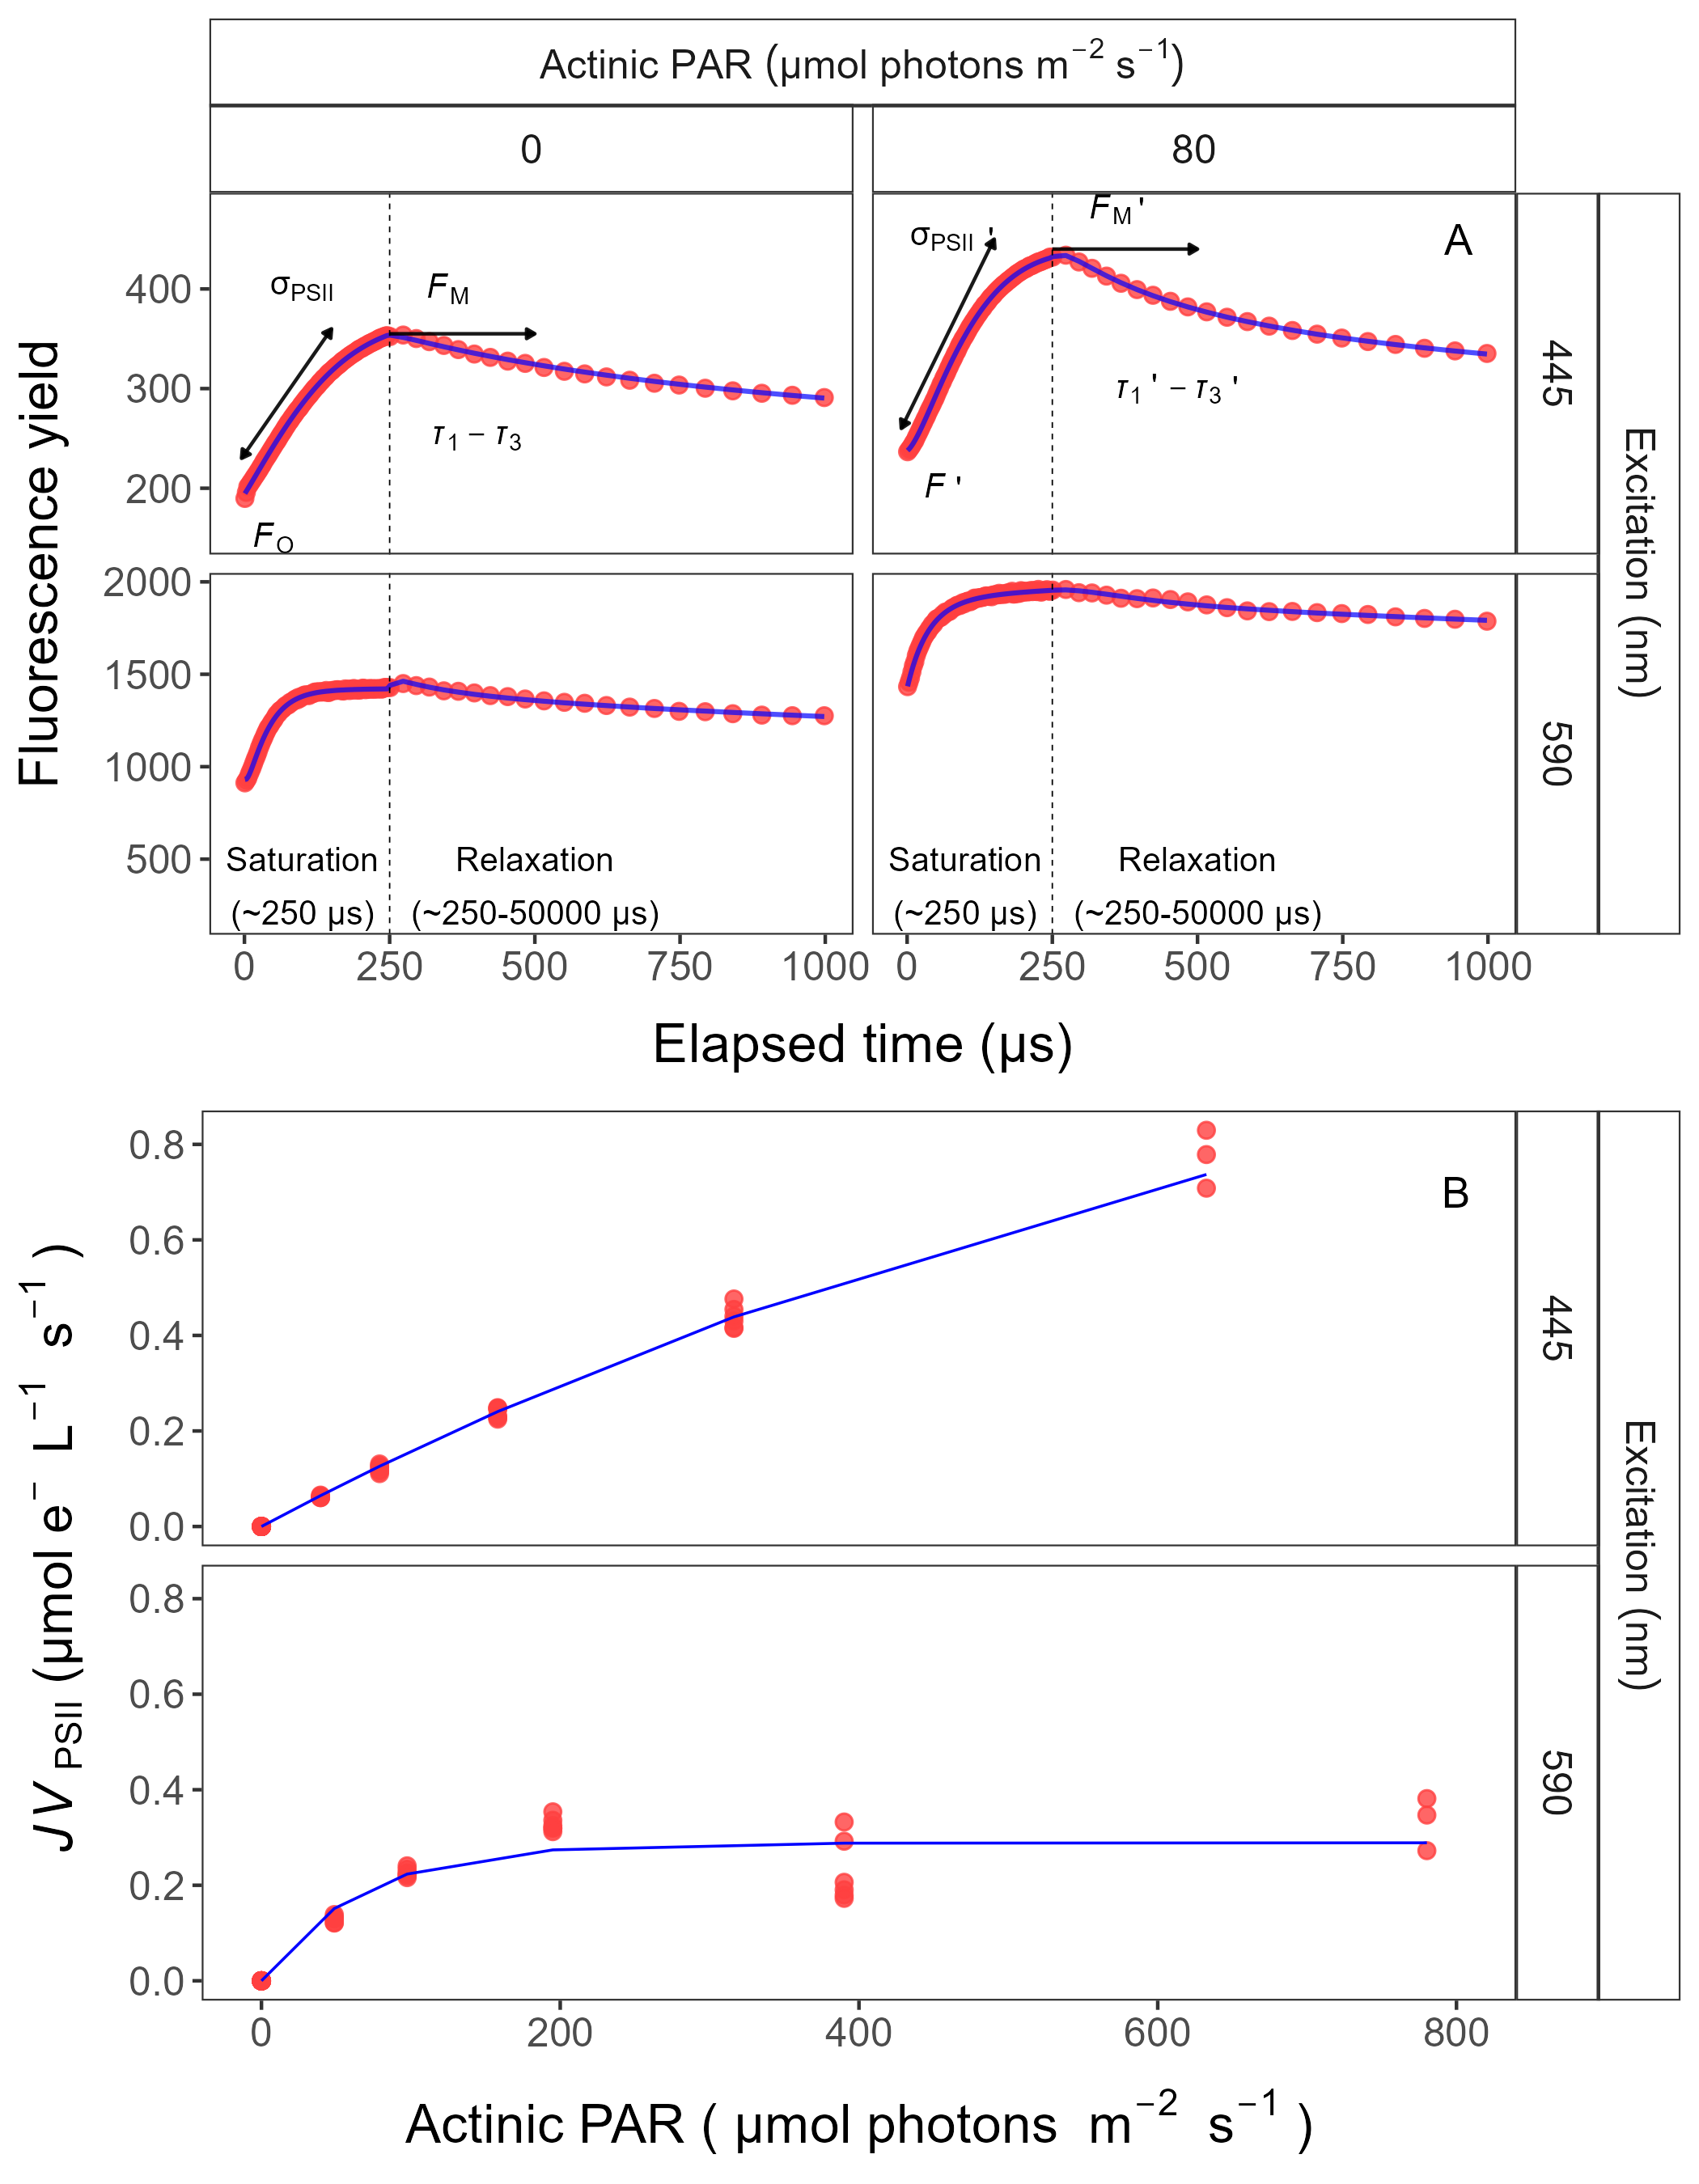 Actinic PAR (µmol photons m⁻² s⁻¹)
0
80
A
σPSII
FM
τ1 − τ3
FO
σPSII '
FM '
τ1 ' − τ3 '
F '
400
300
200
445
2000
1500
1000
500
590
Saturation
(~250 µs)
Relaxation
(~250-50000 µs)
Saturation
(~250 µs)
Relaxation
(~250-50000 µs)
0 250 500 750 1000
0 250 500 750 1000
Fluorescence yield
Excitation (nm)
Elapsed time (µs)
B
0.8
0.6
0.4
0.2
0.0
445
0.8
0.6
0.4
0.2
0.0
590
JVPSII (µmol e⁻ L⁻¹ s⁻¹ )
Excitation (nm)
0 200 400 600 800
Actinic PAR ( µmol photons m⁻² s⁻¹ )